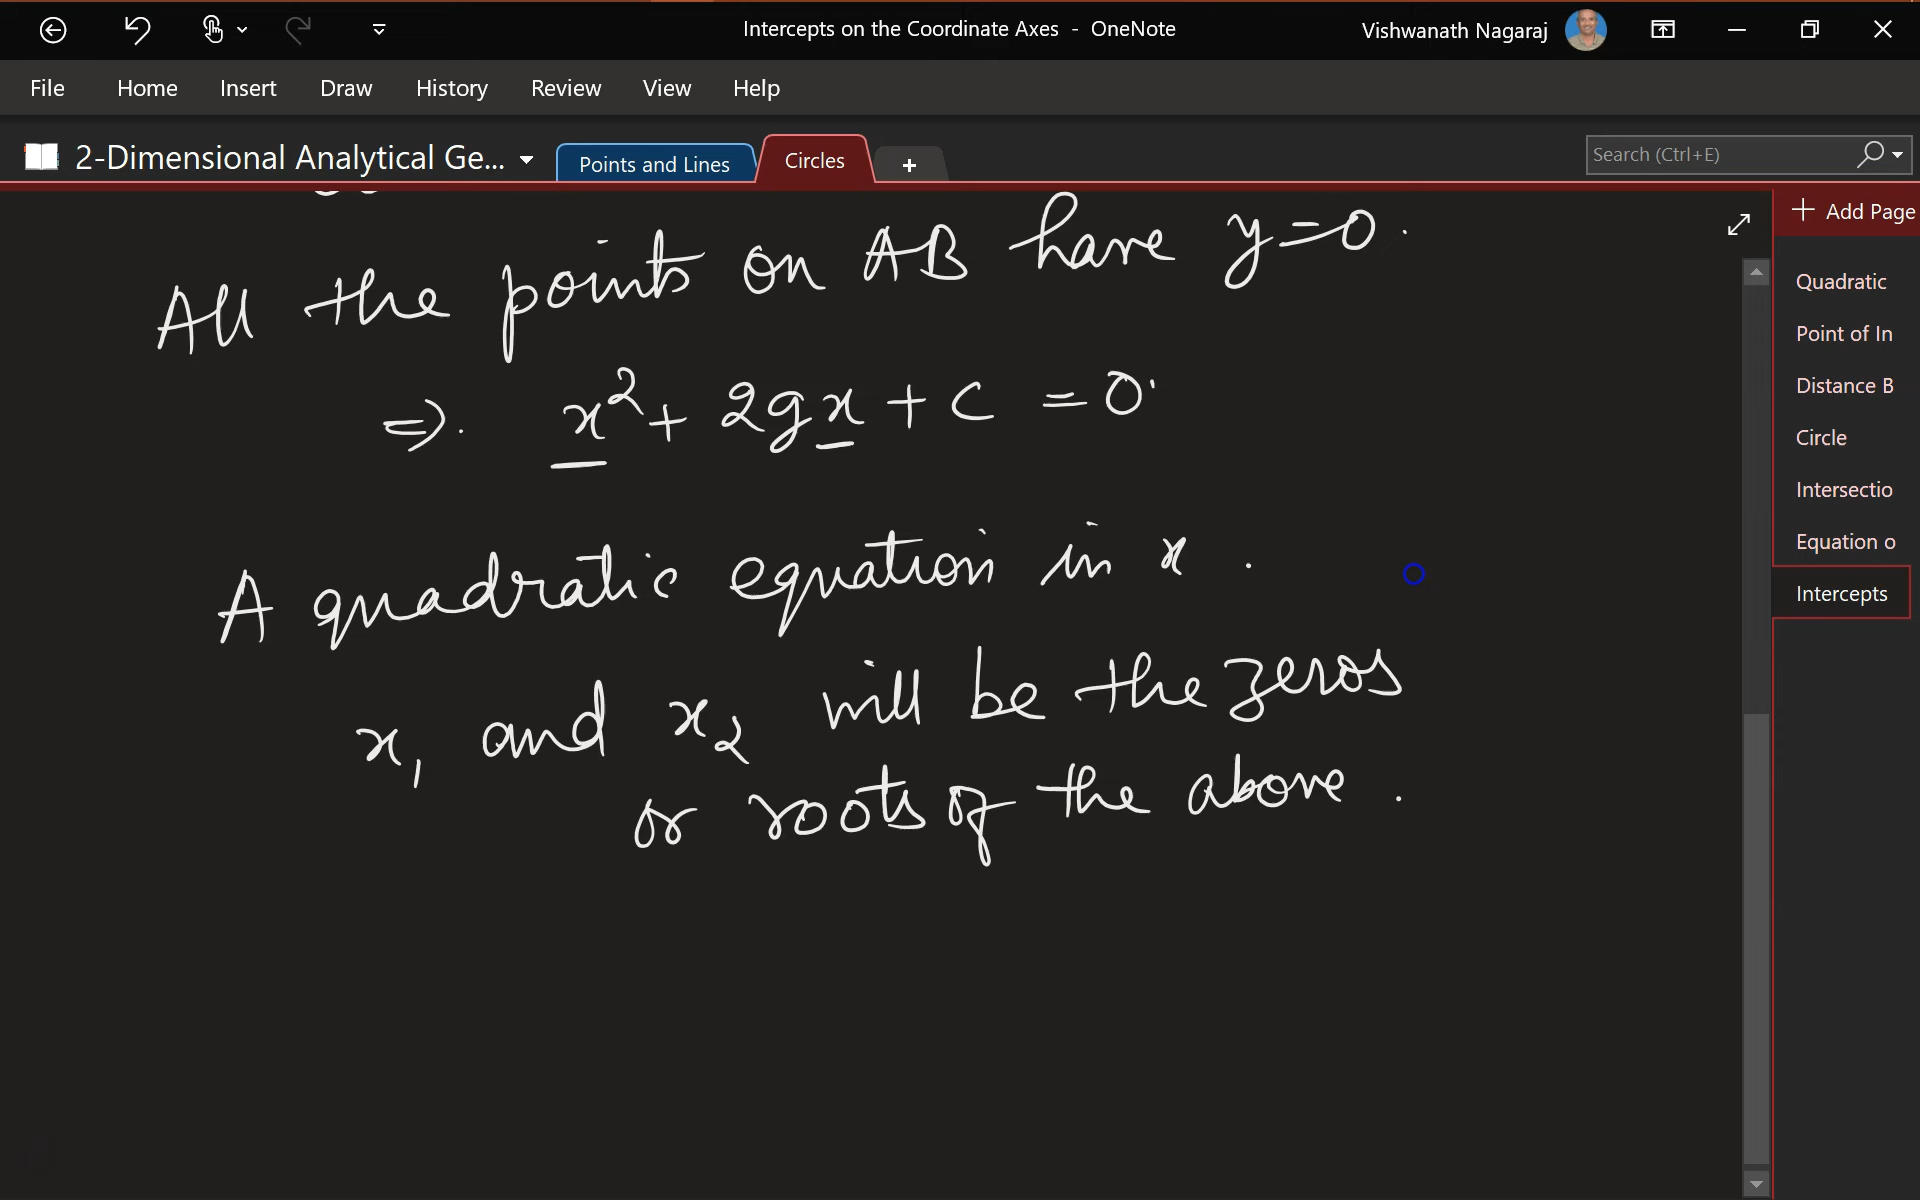 Intercepts on the Coordinate Axes - OneNote
Vishwanath Nagaraj
File Home Insert Draw History Review View Help
2-Dimensional Analytical Ge...
Points and Lines
Circles
+
Search (Ctrl+E)
+ Add Page
Quadratic
Point of In
Distance B
Circle
Intersectio
Equation o
Intercepts
All the points on AB have y=0.
⇒. x² + 2gx + c = 0.
A quadratic equation in x.
x₁ and x₂ will be the zeros
or roots of the above.